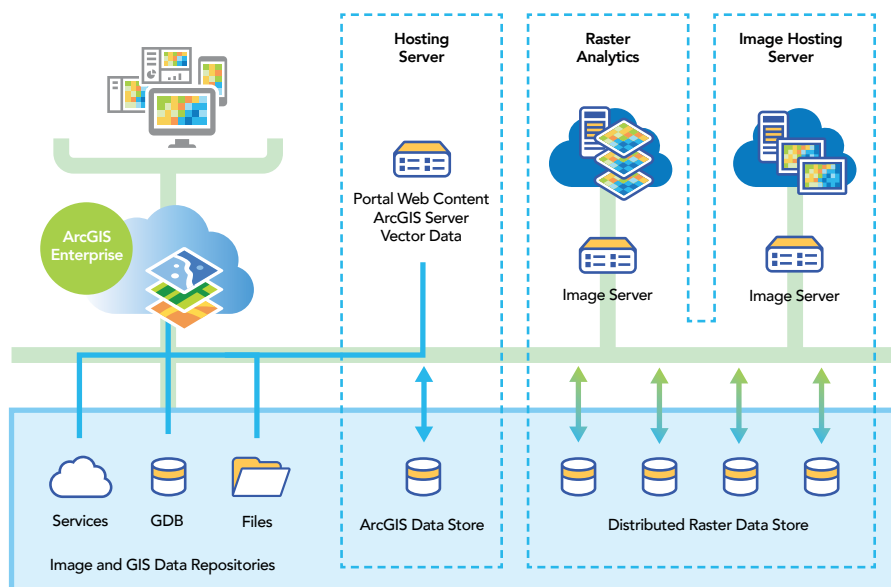 Hosting
Server
Raster
Analytics
Image Hosting
Server
ArcGIS
Enterprise
Portal Web Content
ArcGIS Server
Vector Data
Image Server
Image Server
Services
GDB
Files
ArcGIS Data Store
Distributed Raster Data Store
Image and GIS Data Repositories